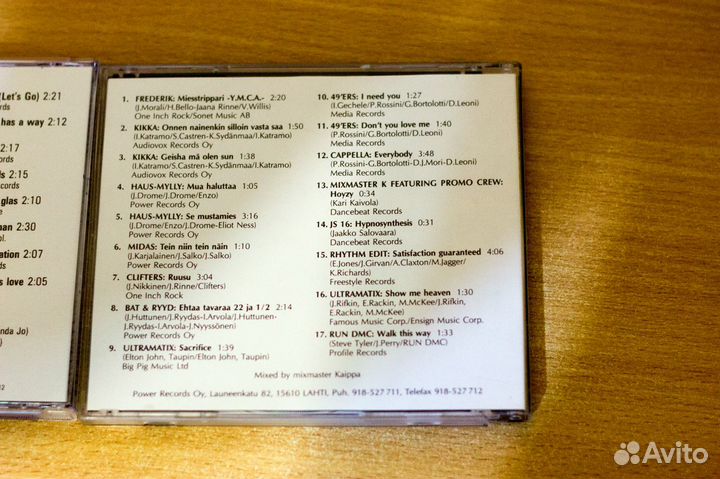 (Let's Go) 2:21
has a way 2:12
2:17
2:15
glas 2:10
man 2:30
ation 2:07
s love 2:05
nda Jo)
1. FREDERIK: Miesstrippari -Y.M.C.A.- 2:20
(J.Morali/H.Bello-Jaana Rinne/V.Willis)
One Inch Rock/Sonet Music AB
2. KIKKA: Onnen nainenkin silloin vasta saa 1:50
(I.Katramo/S.Castren-K.Sydänmaa/I.Katramo)
Audiovox Records Oy
3. KIKKA: Geisha mä olen sun 1:38
(I.Katramo/S.Castren-K.Sydänmaa/I.Katramo)
Audiovox Records Oy
4. HAUS-MYLLY: Mua haluttaa 1:05
(J.Drome/J.Drome/Enzo)
Power Records Oy
5. HAUS-MYLLY: Se mustamies 3:16
(J.Drome/Enzo/J.Drome-Eliot Ness)
Power Records Oy
6. MIDAS: Tein niin tein näin 1:10
(J.Karjalainen/J.Salko/J.Salko)
Power Records Oy
7. CLIFTERS: Ruusu 3:04
(J.Nikkinen/J.Rinne/Clifters)
One Inch Rock
8. BAT & RYYD: Ehtaa tavaraa 22 ja 1/2 2:14
(J.Huttunen/J.Ryydas-I.Arvola/J.Huttunen-
J.Ryydas-I.Arvola-J.Nyyssönen)
Power Records Oy
9. ULTRAMATIX: Sacrifice 1:39
(Elton John, Taupin/Elton John, Taupin)
Big Pig Music Ltd
10. 49'ERS: I need you 1:27
(I.Gechele/P.Rossini/G.Bortolotti/D.Leoni)
Media Records
11. 49'ERS: Don't you love me 1:40
(P.Rossini/G.Bortolotti/D.Leoni)
Media Records
12. CAPPELLA: Everybody 3:48
(P.Rossini-G.Bortolotti-D.J.Mori-D.Leoni)
Media Records
13. MIXMASTER K FEATURING PROMO CREW:
Hoyzy 0:34
(Kari Kaivola)
Dancebeat Records
14. JS 16: Hypnosynthesis 0:31
(Jaakko Salovaara)
Dancebeat Records
15. RHYTHM EDIT: Satisfaction guaranteed 4:06
(E.Jones/J.Girvan/A.Claxton/M.Jagger/
K.Richards)
Freestyle Records
16. ULTRAMATIX: Show me heaven 1:30
(J.Rifkin, E.Rackin, M.McKee/J.Rifkin,
E.Rackin, M.McKee)
Famous Music Corp./Ensign Music Corp.
17. RUN DMC: Walk this way 1:33
(Steve Tyler/J.Perry/RUN DMC)
Profile Records
Mixed by mixmaster Kaippa
Power Records Oy, Launeenkatu 82, 15610 LAHTI, Puh. 918-527 711, Telefax 918-527 712
Avito